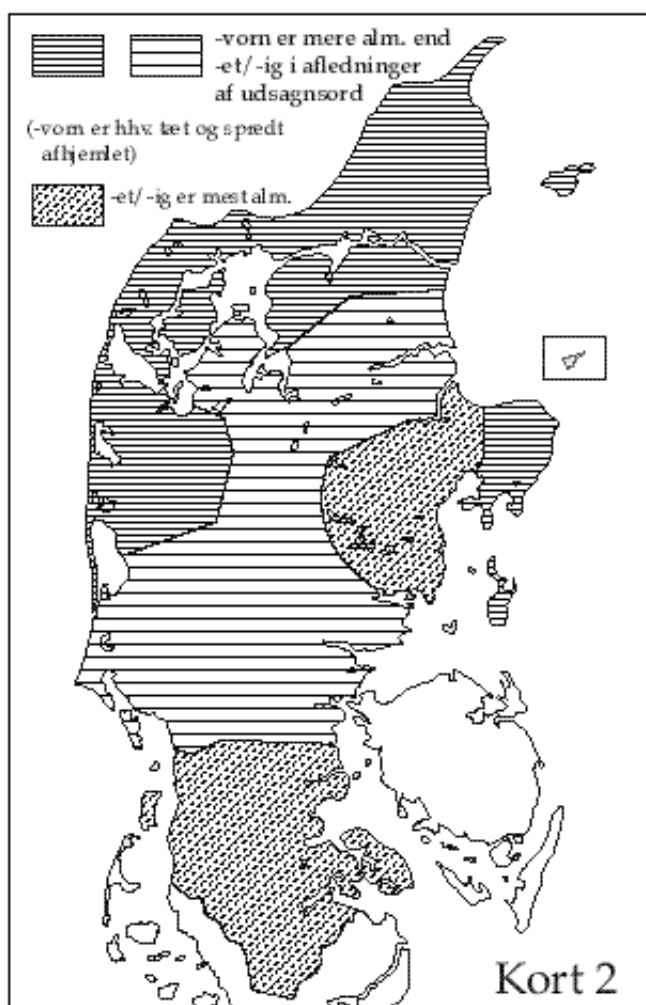 -vorn er mere alm. end
-et/-ig i afledninger
af udsagnsord
(-vorn er hhv. tæt og spredt
afhjemlet)
-et/-ig er mest alm.
Kort 2